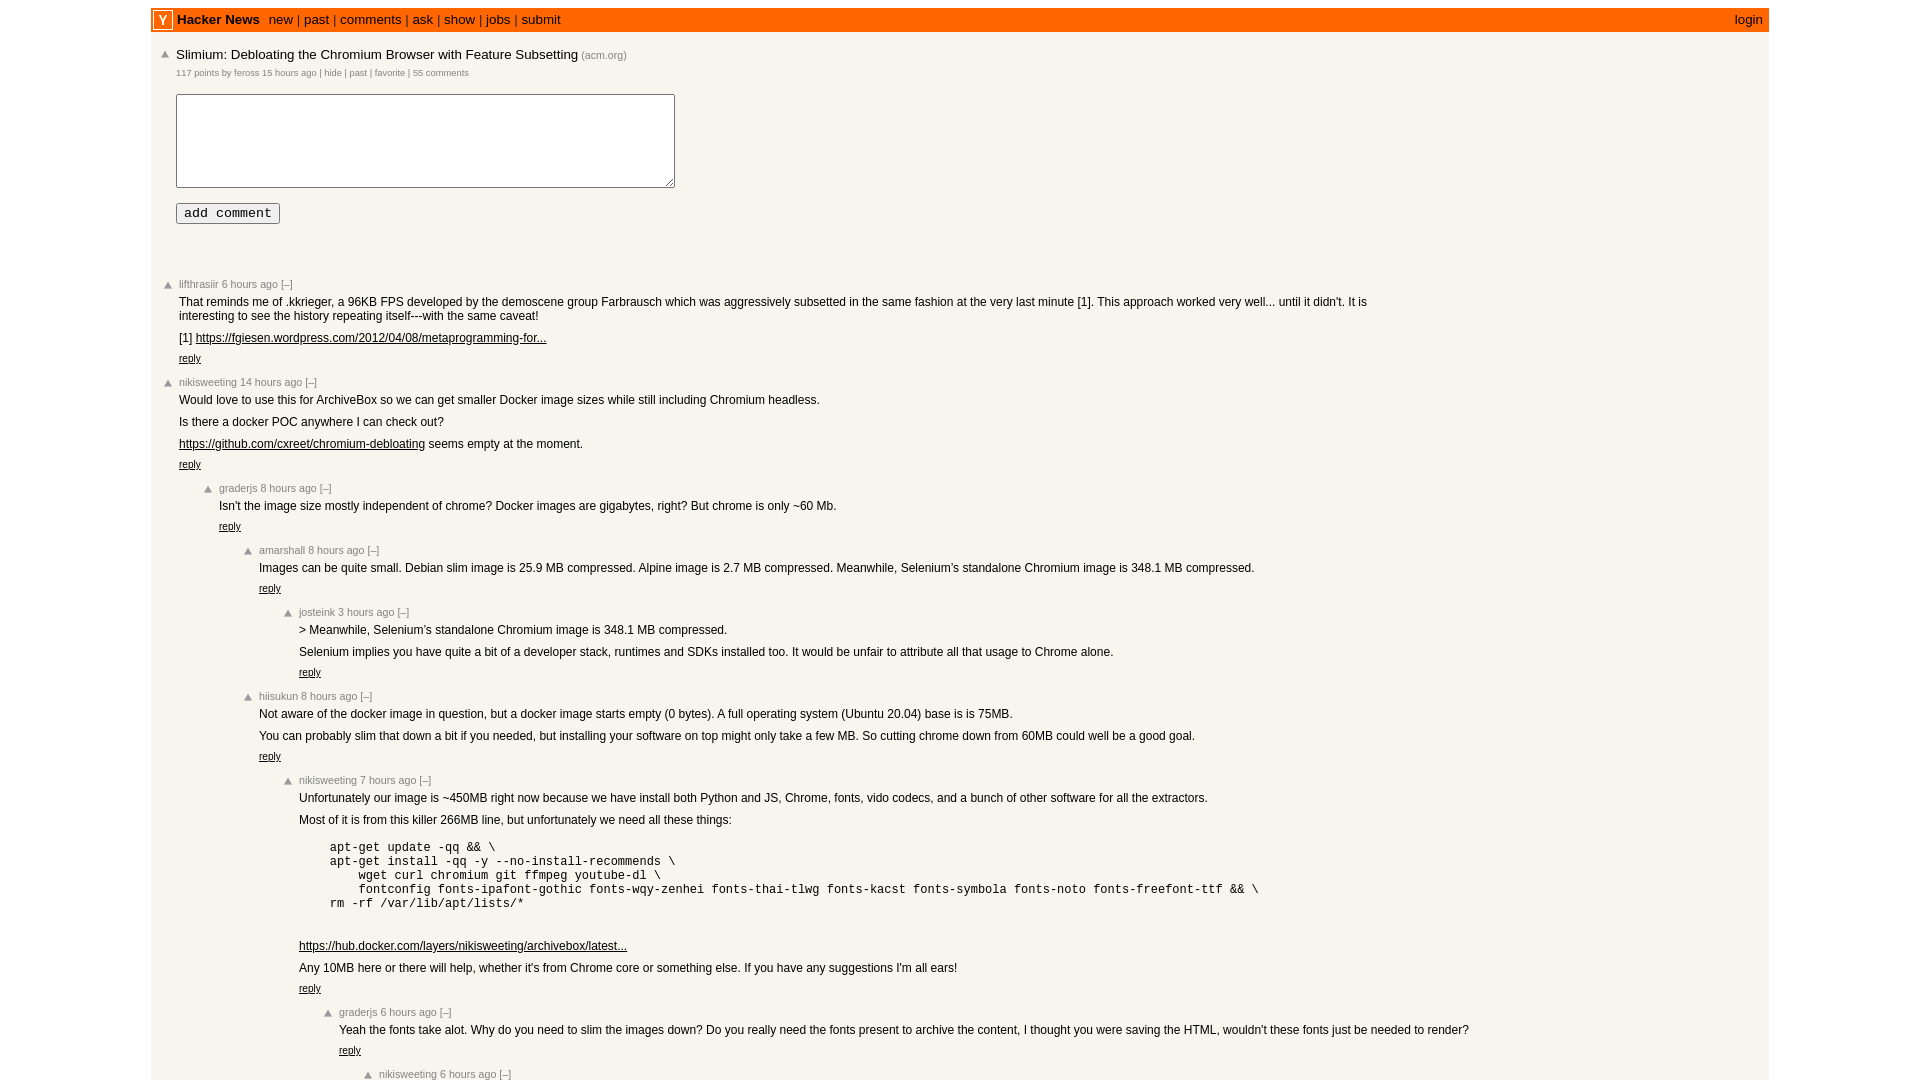 Y Hacker News new | past | comments | ask | show | jobs | submit login
Slimium: Debloating the Chromium Browser with Feature Subsetting (acm.org)
117 points by feross 15 hours ago | hide | past | favorite | 55 comments
add comment
lifthrasiir 6 hours ago [–]
That reminds me of .kkrieger, a 96KB FPS developed by the demoscene group Farbrausch which was aggressively subsetted in the same fashion at the very last minute [1]. This approach worked very well... until it didn't. It is
interesting to see the history repeating itself---with the same caveat!
[1] https://fgiesen.wordpress.com/2012/04/08/metaprogramming-for...
reply
nikisweeting 14 hours ago [–]
Would love to use this for ArchiveBox so we can get smaller Docker image sizes while still including Chromium headless.
Is there a docker POC anywhere I can check out?
https://github.com/cxreet/chromium-debloating seems empty at the moment.
reply
graderjs 8 hours ago [–]
Isn't the image size mostly independent of chrome? Docker images are gigabytes, right? But chrome is only ~60 Mb.
reply
amarshall 8 hours ago [–]
Images can be quite small. Debian slim image is 25.9 MB compressed. Alpine image is 2.7 MB compressed. Meanwhile, Selenium’s standalone Chromium image is 348.1 MB compressed.
reply
josteink 3 hours ago [–]
> Meanwhile, Selenium’s standalone Chromium image is 348.1 MB compressed.
Selenium implies you have quite a bit of a developer stack, runtimes and SDKs installed too. It would be unfair to attribute all that usage to Chrome alone.
reply
hiisukun 8 hours ago [–]
Not aware of the docker image in question, but a docker image starts empty (0 bytes). A full operating system (Ubuntu 20.04) base is is 75MB.
You can probably slim that down a bit if you needed, but installing your software on top might only take a few MB. So cutting chrome down from 60MB could well be a good goal.
reply
nikisweeting 7 hours ago [–]
Unfortunately our image is ~450MB right now because we have install both Python and JS, Chrome, fonts, vido codecs, and a bunch of other software for all the extractors.
Most of it is from this killer 266MB line, but unfortunately we need all these things:
apt-get update -qq && \
apt-get install -qq -y --no-install-recommends \
wget curl chromium git ffmpeg youtube-dl \
fontconfig fonts-ipafont-gothic fonts-wqy-zenhei fonts-thai-tlwg fonts-kacst fonts-symbola fonts-noto fonts-freefont-ttf && \
rm -rf /var/lib/apt/lists/*
https://hub.docker.com/layers/nikisweeting/archivebox/latest...
Any 10MB here or there will help, whether it's from Chrome core or something else. If you have any suggestions I'm all ears!
reply
graderjs 6 hours ago [–]
Yeah the fonts take alot. Why do you need to slim the images down? Do you really need the fonts present to archive the content, I thought you were saving the HTML, wouldn't these fonts just be needed to render?
reply
nikisweeting 6 hours ago [–]